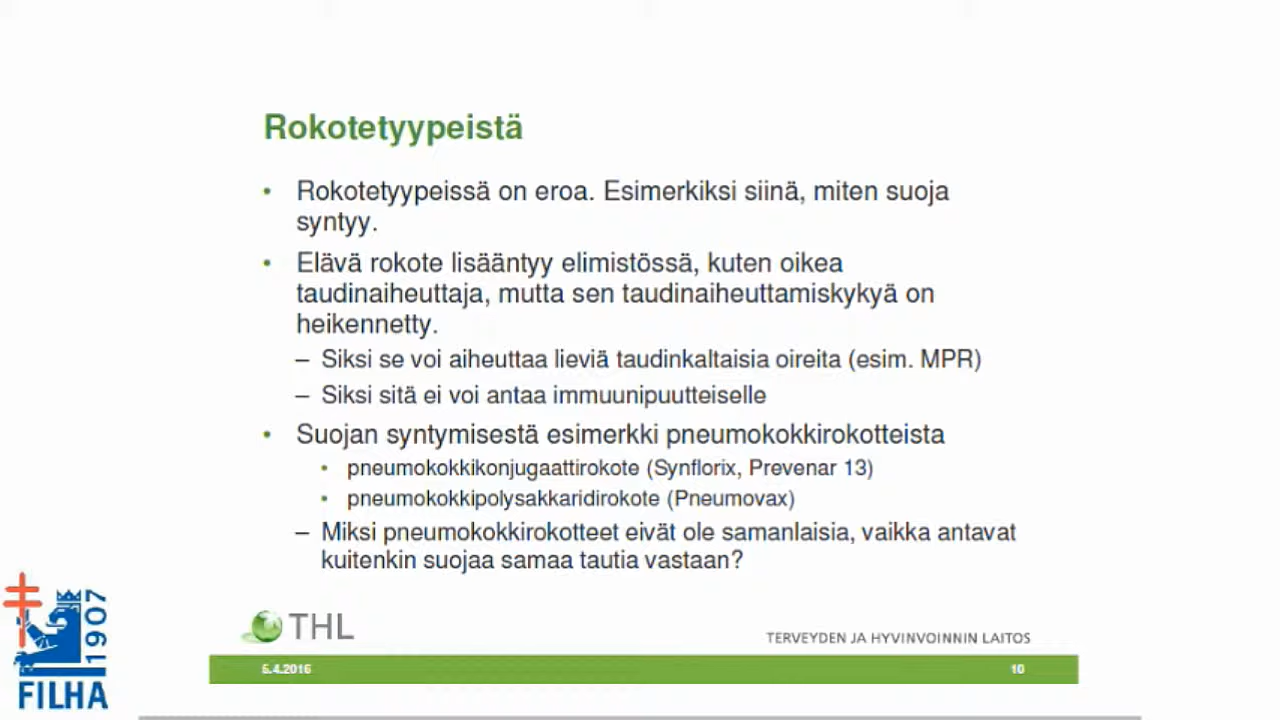 Rokotetyypeistä
• Rokotetyypeissä on eroa. Esimerkiksi siinä, miten suoja
syntyy.
• Elävä rokote lisääntyy elimistössä, kuten oikea
taudinaiheuttaja, mutta sen taudinaiheuttamiskykyä on
heikennetty.
– Siksi se voi aiheuttaa lieviä taudinkaltaisia oireita (esim. MPR)
– Siksi sitä ei voi antaa immuunipuutteiselle
• Suojan syntymisestä esimerkki pneumokokkirokotteista
• pneumokokkikonjugaattirokote (Synflorix, Prevenar 13)
• pneumokokkipolysakkaridirokote (Pneumovax)
– Miksi pneumokokkirokotteet eivät ole samanlaisia, vaikka antavat
kuitenkin suojaa samaa tautia vastaan?
THL
TERVEYDEN JA HYVINVOINNIN LAITOS
5.4.2016
10
1907
FILHA